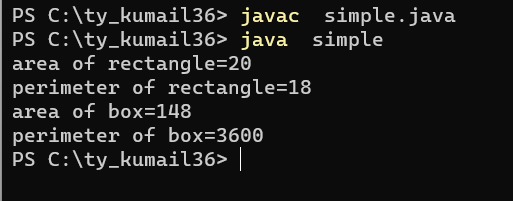 PS C:\ty_kumail36> javac  simple.java
PS C:\ty_kumail36> java  simple
area of rectangle=20
perimeter of rectangle=18
area of box=148
perimeter of box=3600
PS C:\ty_kumail36>